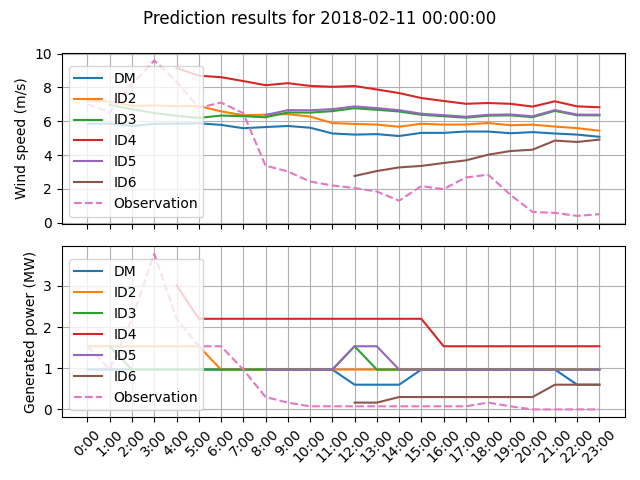 Prediction results for 2018-02-11 00:00:00
Wind speed (m/s)
10
8
6
4
2
0
DM
ID2
ID3
ID4
ID5
ID6
Observation
Generated power (MW)
3
2
1
0
DM
ID2
ID3
ID4
ID5
ID6
Observation
0:00 1:00 2:00 3:00 4:00 5:00 6:00 7:00 8:00 9:00 10:00 11:00 12:00 13:00 14:00 15:00 16:00 17:00 18:00 19:00 20:00 21:00 22:00 23:00